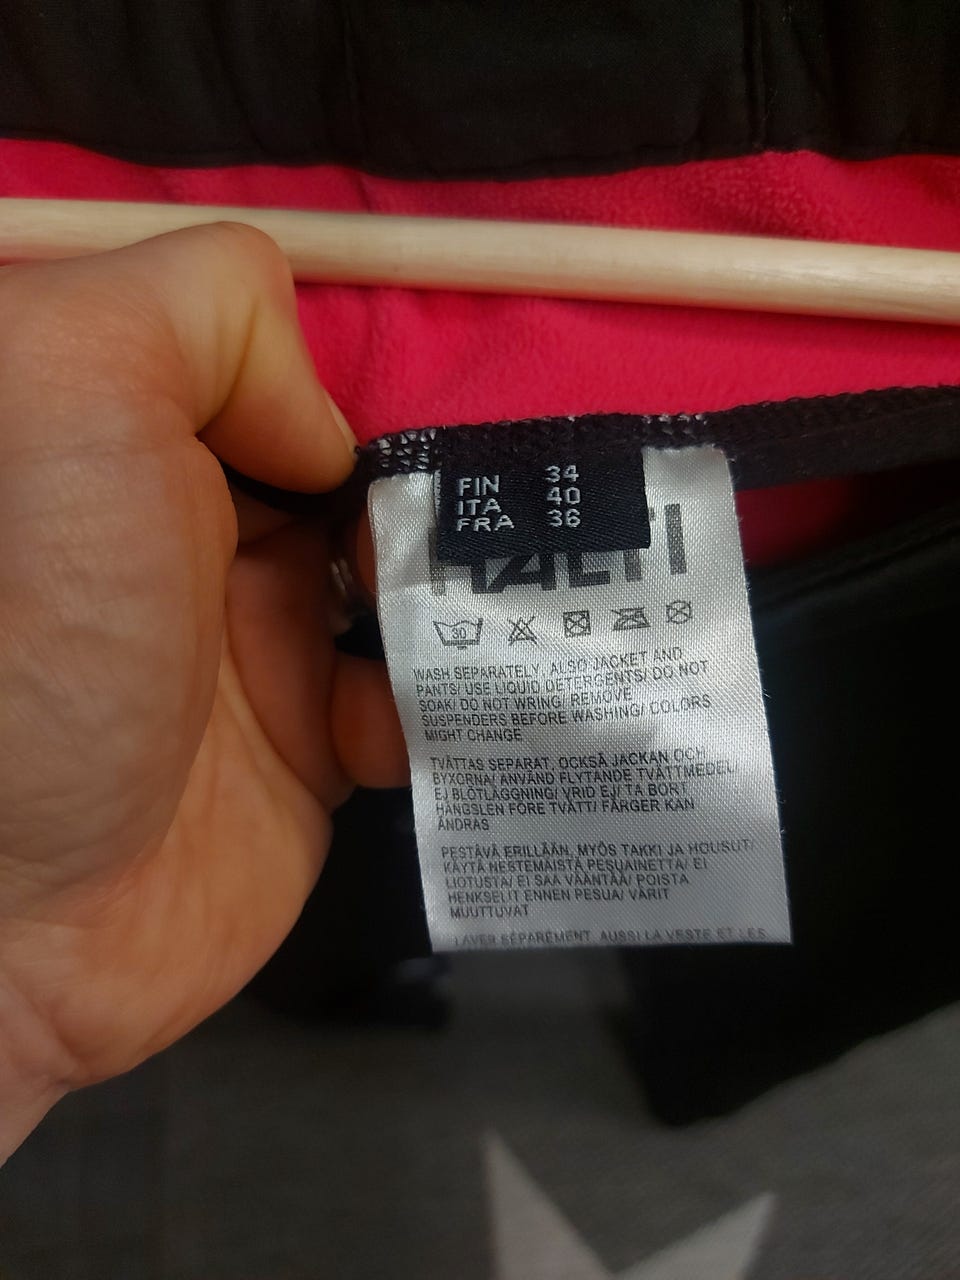 FIN 34
ITA 40
FRA 36
HALTI
30
WASH SEPARATELY, ALSO JACKET AND
PANTS/ USE LIQUID DETERGENTS/ DO NOT
SOAK/ DO NOT WRING/ REMOVE
SUSPENDERS BEFORE WASHING/ COLORS
MIGHT CHANGE
TVÄTTAS SEPARAT, OCKSÅ JACKAN OCH
BYXORNA/ ANVÄND FLYTANDE TVÄTTMEDEL/
EJ BLÖTLÄGGNING/ VRID EJ/ TA BORT
HÄNGSLEN FÖRE TVÄTT/ FÄRGER KAN
ÄNDRAS
PESTÄVÄ ERILLÄÄN, MYÖS TAKKI JA HOUSUT/
KÄYTÄ NESTEMÄISTÄ PESUAINETTA/ EI
LIOTUSTA/ EI SAA VÄÄNTÄÄ/ POISTA
HENKSELIT ENNEN PESUA/ VÄRIT
MUUTTUVAT
LAVER SÉPARÉMENT, AUSSI LA VESTE ET LES